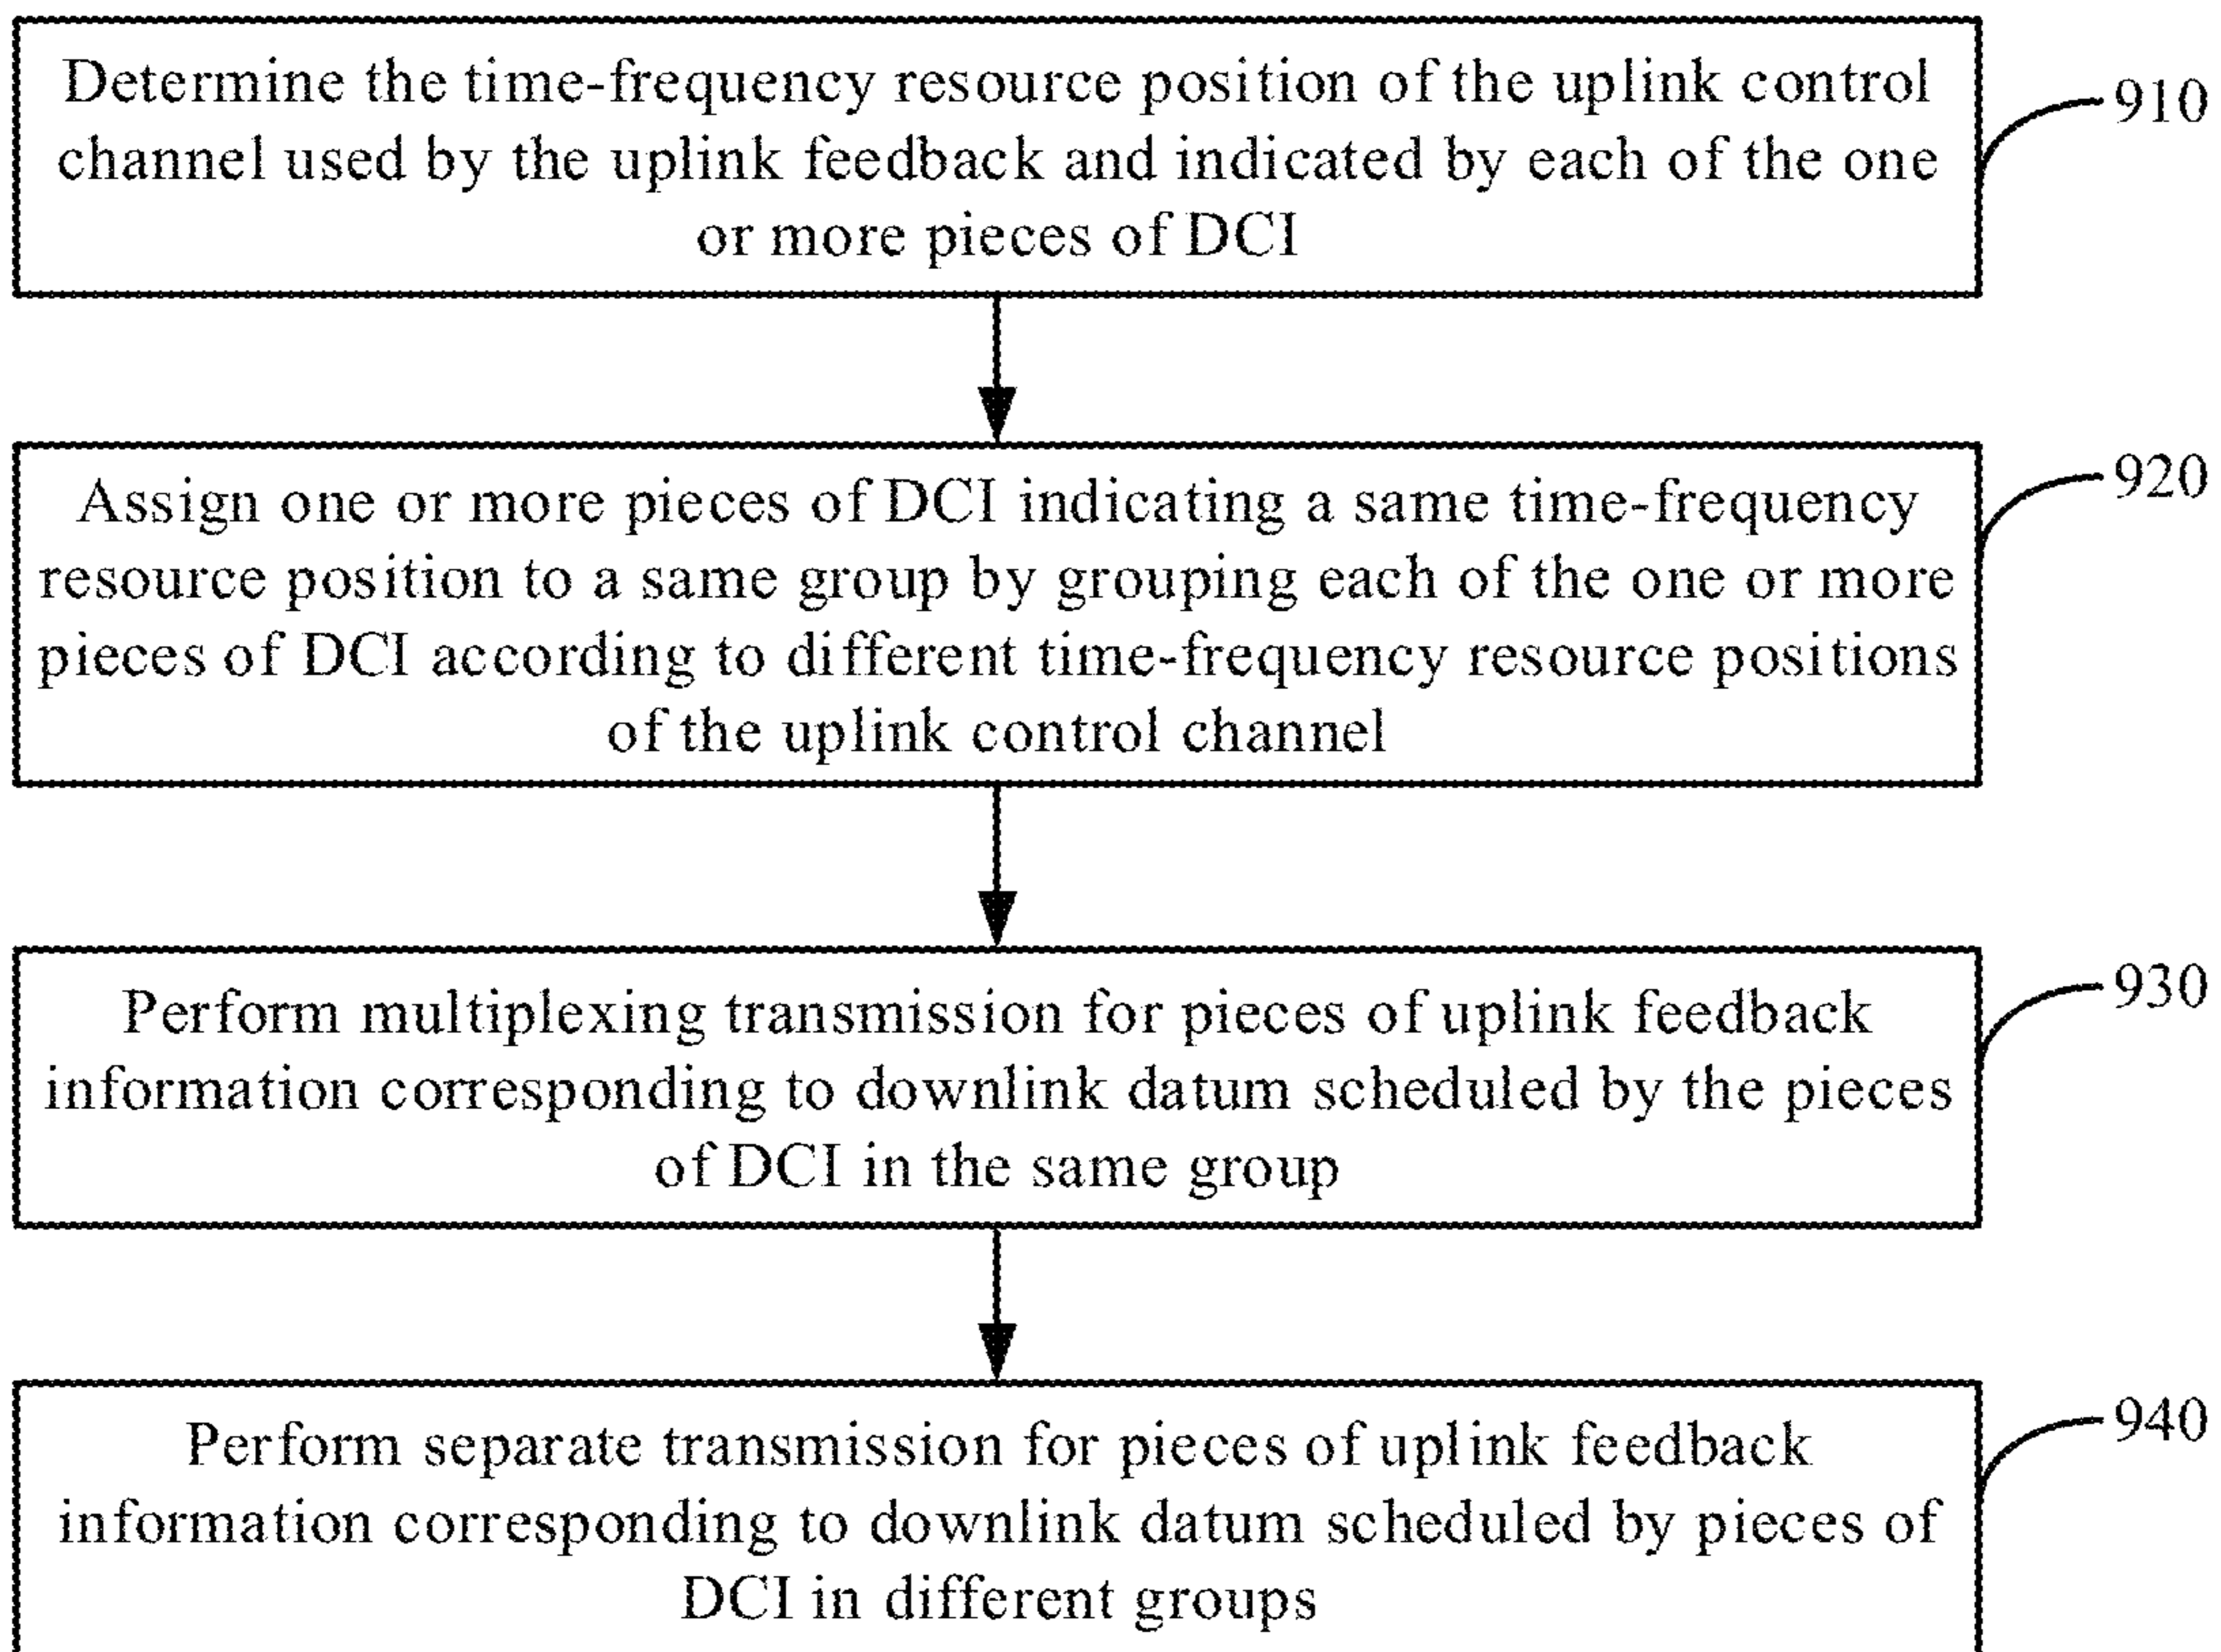 Determine the time-frequency resource position of the uplink control
channel used by the uplink feedback and indicated by each of the one
or more pieces of DCI
910
Assign one or more pieces of DCI indicating a same time-frequency
resource position to a same group by grouping each of the one or more
pieces of DCI according to different time-frequency resource positions
of the uplink control channel
920
Perform multiplexing transmission for pieces of uplink feedback
information corresponding to downlink datum scheduled by the pieces
of DCI in the same group
930
Perform separate transmission for pieces of uplink feedback
information corresponding to downlink datum scheduled by pieces of
DCI in different groups
940